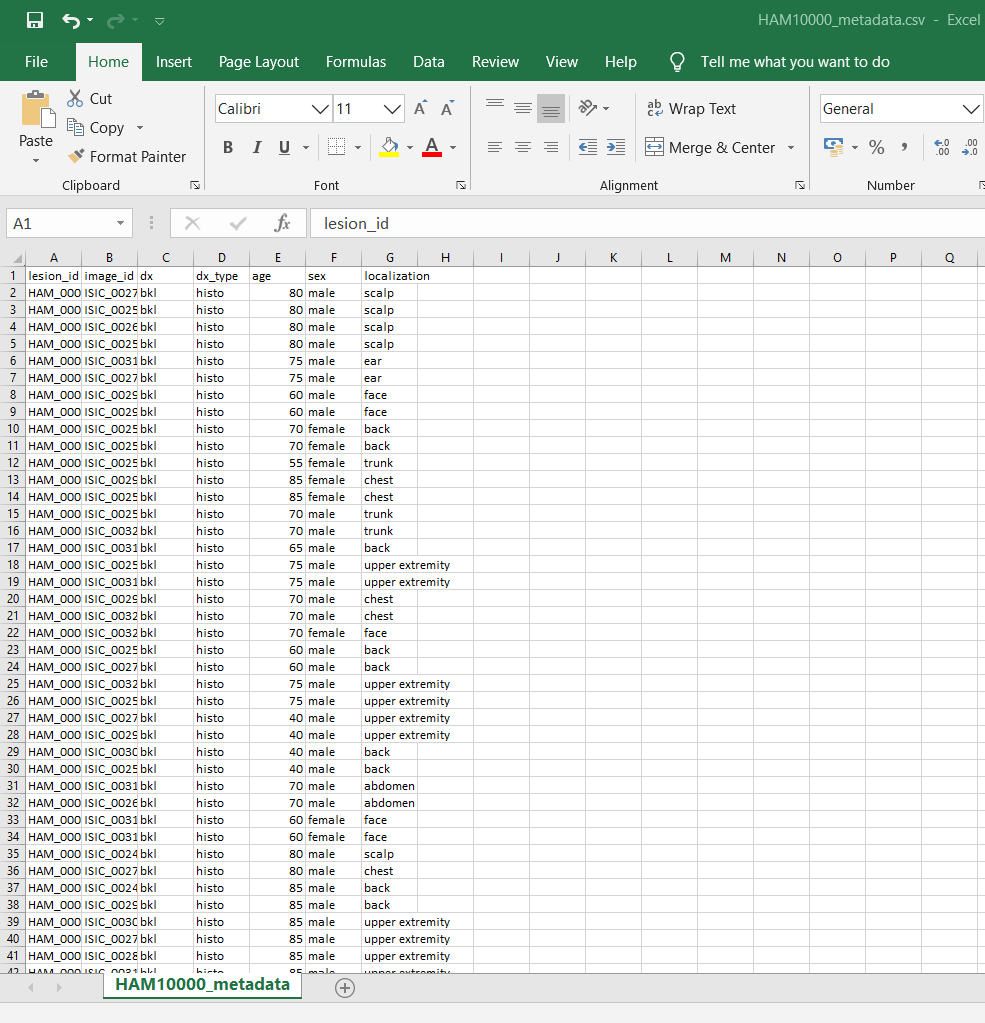 HAM10000_metadata.csv - Excel
File Home Insert Page Layout Formulas Data Review View Help Tell me what you want to do
Paste Cut Copy Format Painter
Calibri 11 B I U A A A
ab c Wrap Text
Merge & Center
General
% , .0 .00 .00 .0
Clipboard Font Alignment Number
A1 fx lesion_id
A B C D E F G H I J K L M N O P Q
1 lesion_id image_id dx dx_type age sex localization
2 HAM_000 ISIC_0027 bkl histo 80 male scalp
3 HAM_000 ISIC_0025 bkl histo 80 male scalp
4 HAM_000 ISIC_0026 bkl histo 80 male scalp
5 HAM_000 ISIC_0025 bkl histo 80 male scalp
6 HAM_000 ISIC_0031 bkl histo 75 male ear
7 HAM_000 ISIC_0027 bkl histo 75 male ear
8 HAM_000 ISIC_0029 bkl histo 60 male face
9 HAM_000 ISIC_0029 bkl histo 60 male face
10 HAM_000 ISIC_0025 bkl histo 70 female back
11 HAM_000 ISIC_0025 bkl histo 70 female back
12 HAM_000 ISIC_0025 bkl histo 55 female trunk
13 HAM_000 ISIC_0029 bkl histo 85 female chest
14 HAM_000 ISIC_0025 bkl histo 85 female chest
15 HAM_000 ISIC_0025 bkl histo 70 male trunk
16 HAM_000 ISIC_0032 bkl histo 70 male trunk
17 HAM_000 ISIC_0031 bkl histo 65 male back
18 HAM_000 ISIC_0025 bkl histo 75 male upper extremity
19 HAM_000 ISIC_0031 bkl histo 75 male upper extremity
20 HAM_000 ISIC_0029 bkl histo 70 male chest
21 HAM_000 ISIC_0032 bkl histo 70 male chest
22 HAM_000 ISIC_0032 bkl histo 70 female face
23 HAM_000 ISIC_0025 bkl histo 60 male back
24 HAM_000 ISIC_0027 bkl histo 60 male back
25 HAM_000 ISIC_0032 bkl histo 75 male upper extremity
26 HAM_000 ISIC_0025 bkl histo 75 male upper extremity
27 HAM_000 ISIC_0027 bkl histo 40 male upper extremity
28 HAM_000 ISIC_0029 bkl histo 40 male upper extremity
29 HAM_000 ISIC_0030 bkl histo 40 male back
30 HAM_000 ISIC_0025 bkl histo 40 male back
31 HAM_000 ISIC_0031 bkl histo 70 male abdomen
32 HAM_000 ISIC_0026 bkl histo 70 male abdomen
33 HAM_000 ISIC_0031 bkl histo 60 female face
34 HAM_000 ISIC_0031 bkl histo 60 female face
35 HAM_000 ISIC_0024 bkl histo 80 male scalp
36 HAM_000 ISIC_0027 bkl histo 80 male chest
37 HAM_000 ISIC_0024 bkl histo 85 male back
38 HAM_000 ISIC_0029 bkl histo 85 male back
39 HAM_000 ISIC_0030 bkl histo 85 male upper extremity
40 HAM_000 ISIC_0027 bkl histo 85 male upper extremity
41 HAM_000 ISIC_0028 bkl histo 85 male upper extremity
42 HAM_000 ISIC_0031 bkl histo 85 male upper extremity
HAM10000_metadata